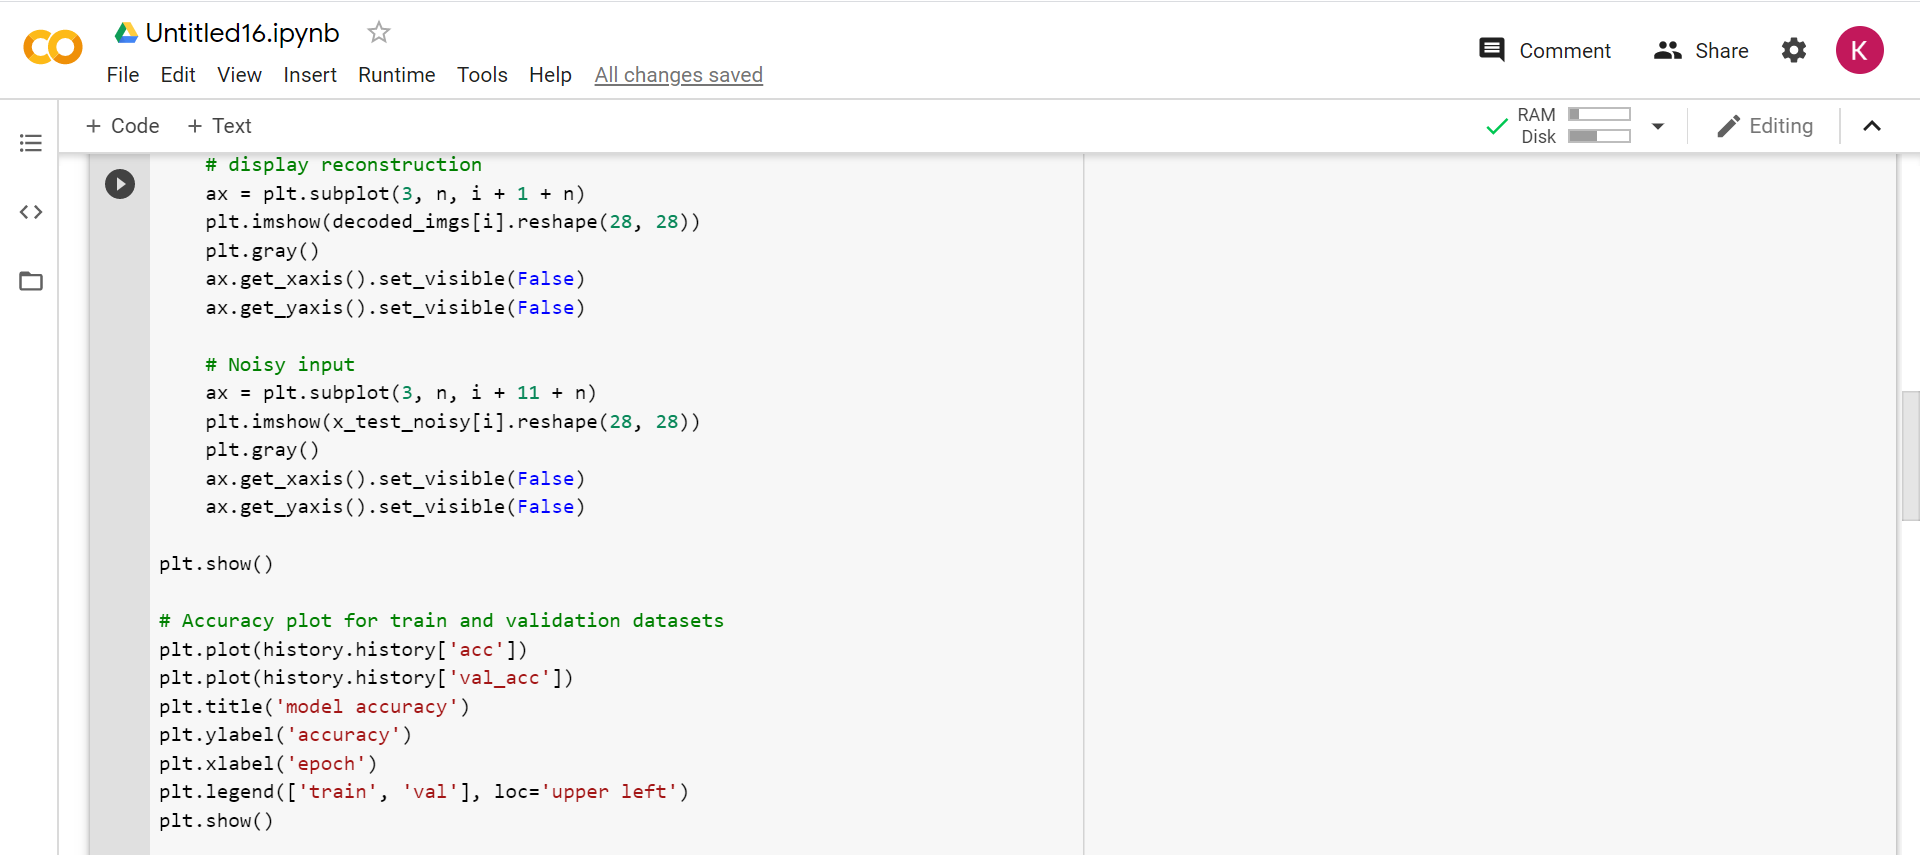 Untitled16.ipynb
File Edit View Insert Runtime Tools Help All changes saved
Comment Share K
+ Code + Text
RAM
Disk
Editing
# display reconstruction
ax = plt.subplot(3, n, i + 1 + n)
plt.imshow(decoded_imgs[i].reshape(28, 28))
plt.gray()
ax.get_xaxis().set_visible(False)
ax.get_yaxis().set_visible(False)
# Noisy input
ax = plt.subplot(3, n, i + 11 + n)
plt.imshow(x_test_noisy[i].reshape(28, 28))
plt.gray()
ax.get_xaxis().set_visible(False)
ax.get_yaxis().set_visible(False)
plt.show()
# Accuracy plot for train and validation datasets
plt.plot(history.history['acc'])
plt.plot(history.history['val_acc'])
plt.title('model accuracy')
plt.ylabel('accuracy')
plt.xlabel('epoch')
plt.legend(['train', 'val'], loc='upper left')
plt.show()